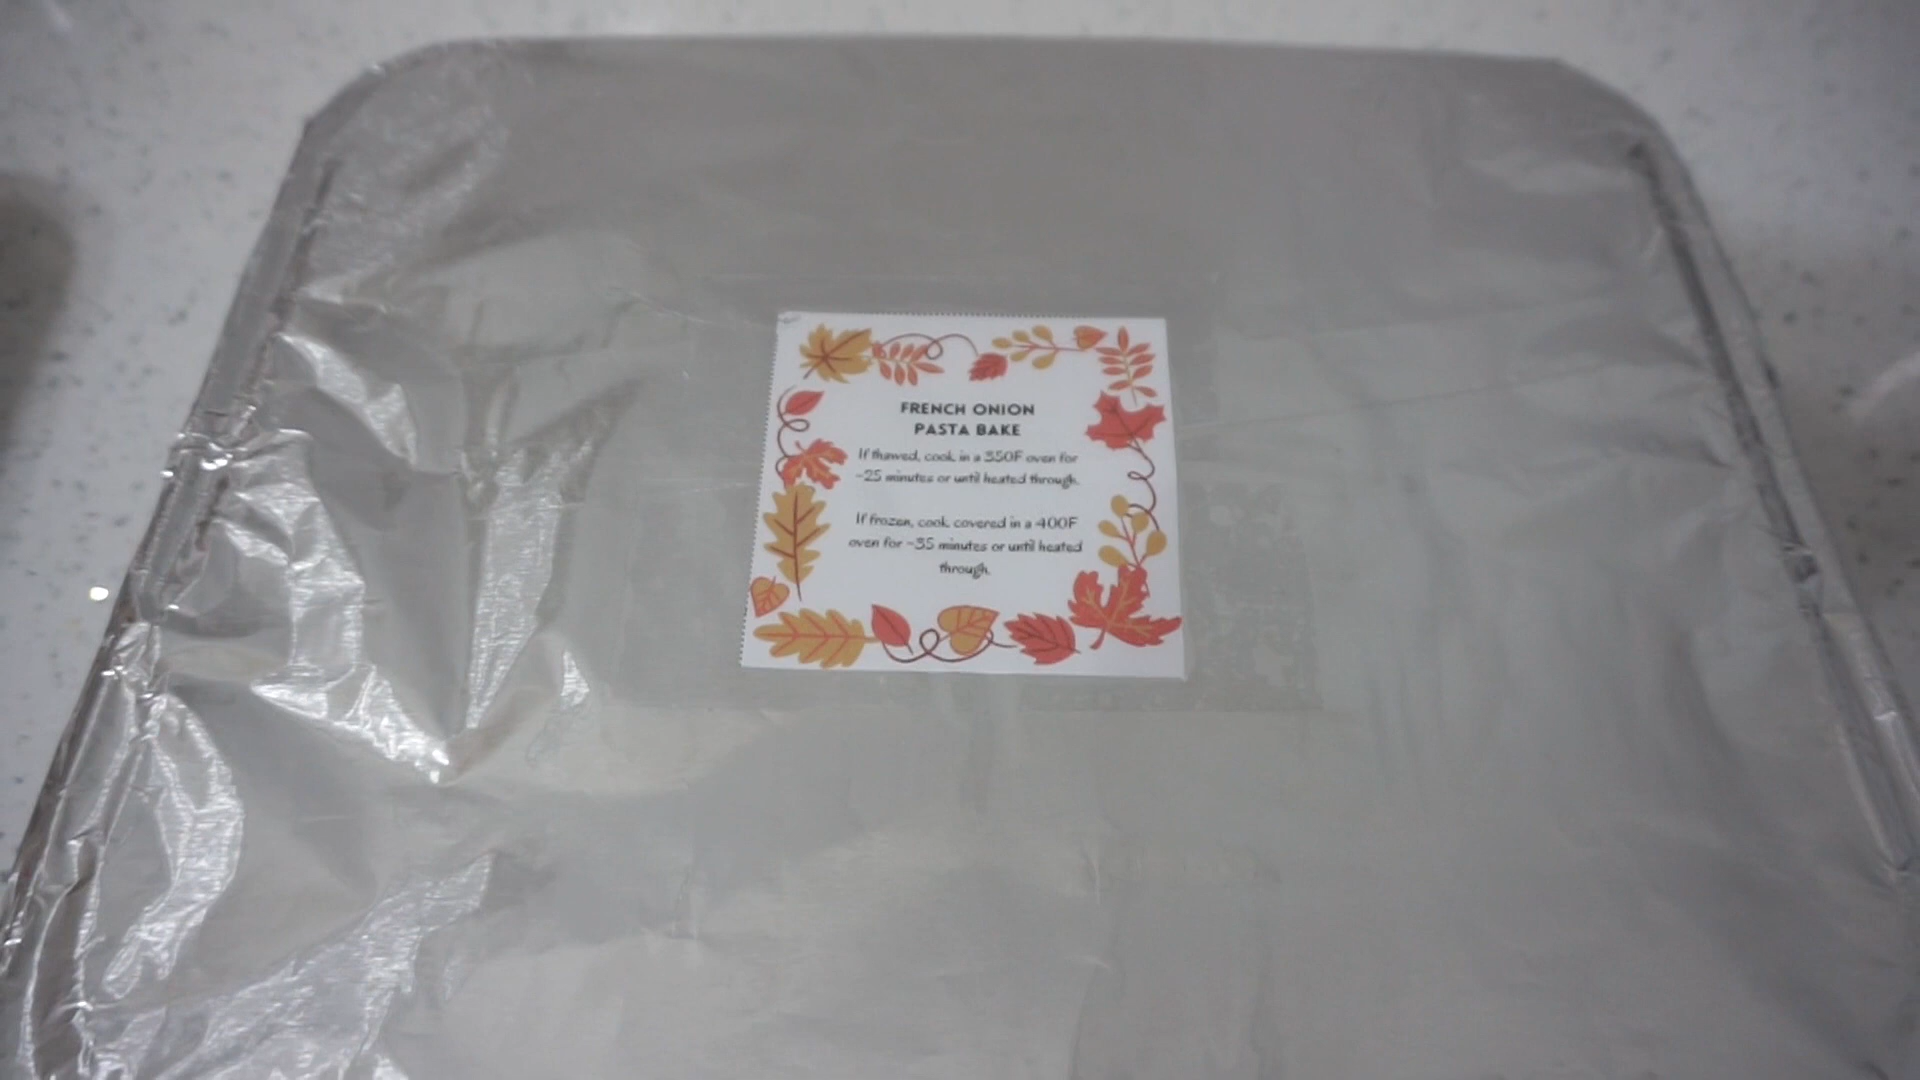 FRENCH ONION
PASTA BAKE
If thawed, cook in a 350F oven for
~25 minutes or until heated through.
If frozen, cook covered in a 400F
oven for ~35 minutes or until heated
through.